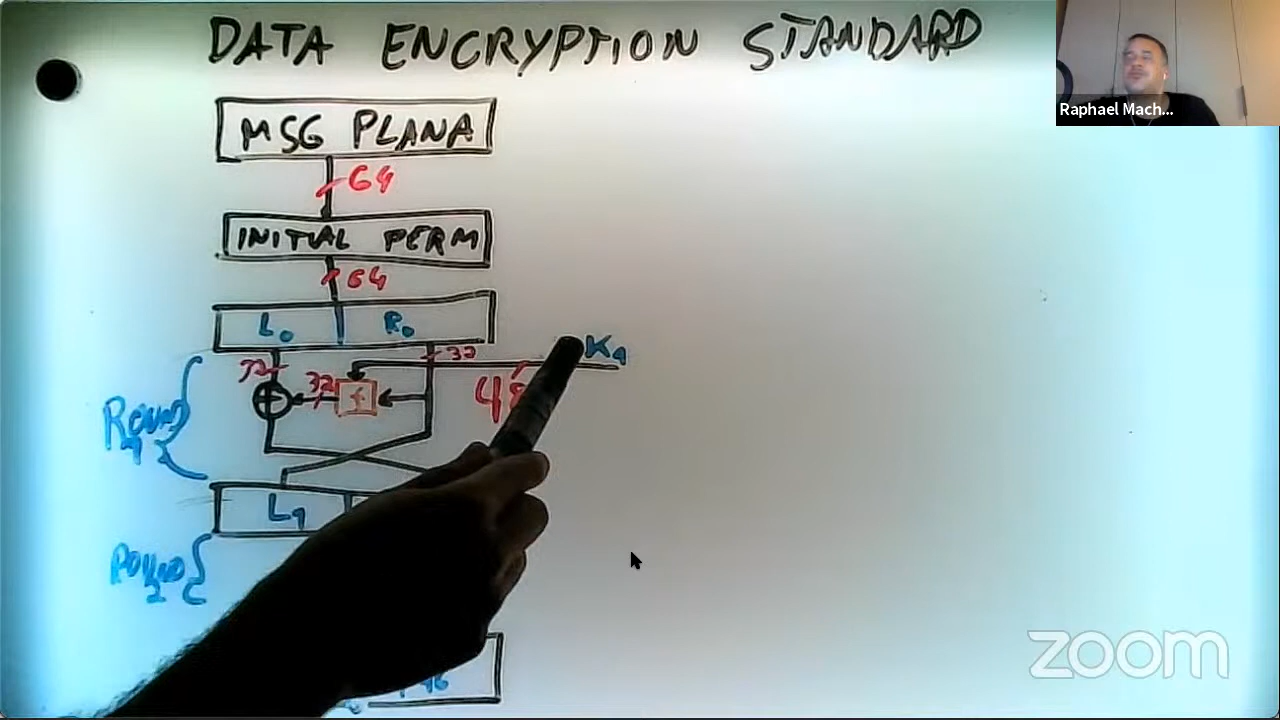 DATA ENCRYPTION STANDARD
Raphael Mach...
MSG PLANA
64
INITIAL PERM
64
L0 R0
32 32 K1
32 f 48
Round
1
L1
Round
2
16
zoom